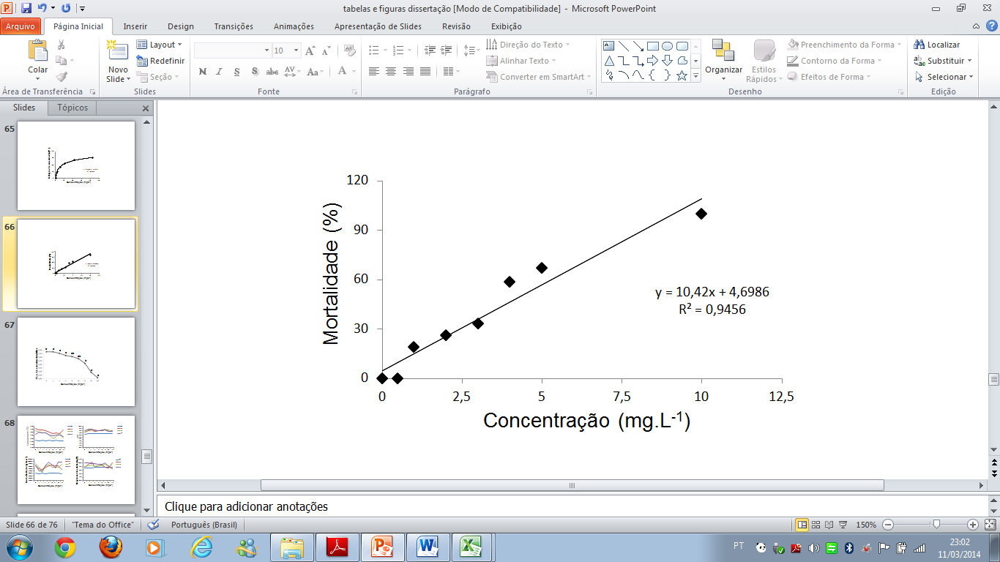 tabelas e figuras dissertação [Modo de Compatibilidade] - Microsoft PowerPoint
Arquivo
Página Inicial
Inserir
Design
Transições
Animações
Apresentação de Slides
Revisão
Exibição
Colar
Área de Transferência
Novo
Slide
Layout
Redefinir
Seção
Slides
10
N I S S abc AV Aa A
Fonte
Direção do Texto
Alinhar Texto
Converter em SmartArt
Parágrafo
Organizar
Estilos
Rápidos
Preenchimento da Forma
Contorno da Forma
Efeitos de Forma
Desenho
Localizar
Substituir
Selecionar
Edição
Slides
Tópicos
65
66
67
68
120
90
60
30
0
Mortalidade (%)
0 2,5 5 7,5 10 12,5
Concentração (mg.L-1)
y = 10,42x + 4,6986
R² = 0,9456
Clique para adicionar anotações
Slide 66 de 76
"Tema do Office"
Português (Brasil)
150%
PT
23:02
11/03/2014